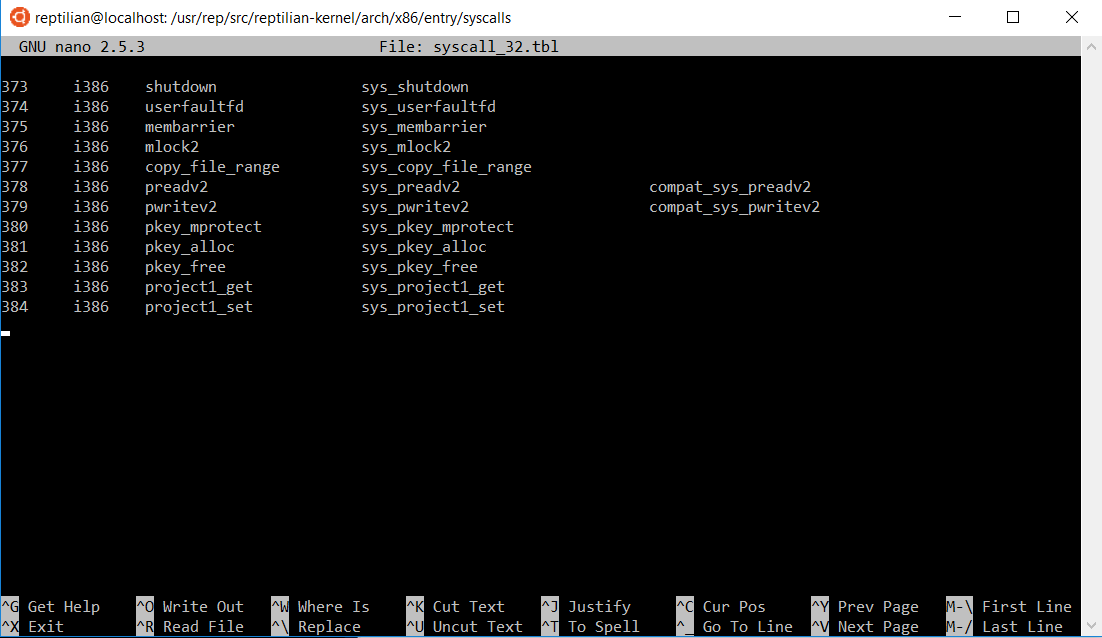 reptilian@localhost: /usr/rep/src/reptilian-kernel/arch/x86/entry/syscalls
GNU nano 2.5.3 File: syscall_32.tbl
373 i386 shutdown sys_shutdown
374 i386 userfaultfd sys_userfaultfd
375 i386 membarrier sys_membarrier
376 i386 mlock2 sys_mlock2
377 i386 copy_file_range sys_copy_file_range
378 i386 preadv2 sys_preadv2 compat_sys_preadv2
379 i386 pwritev2 sys_pwritev2 compat_sys_pwritev2
380 i386 pkey_mprotect sys_pkey_mprotect
381 i386 pkey_alloc sys_pkey_alloc
382 i386 pkey_free sys_pkey_free
383 i386 project1_get sys_project1_get
384 i386 project1_set sys_project1_set
^G Get Help ^O Write Out ^W Where Is ^K Cut Text ^J Justify ^C Cur Pos ^Y Prev Page M-\ First Line
^X Exit ^R Read File ^\ Replace ^U Uncut Text ^T To Spell ^_ Go To Line ^V Next Page M-/ Last Line